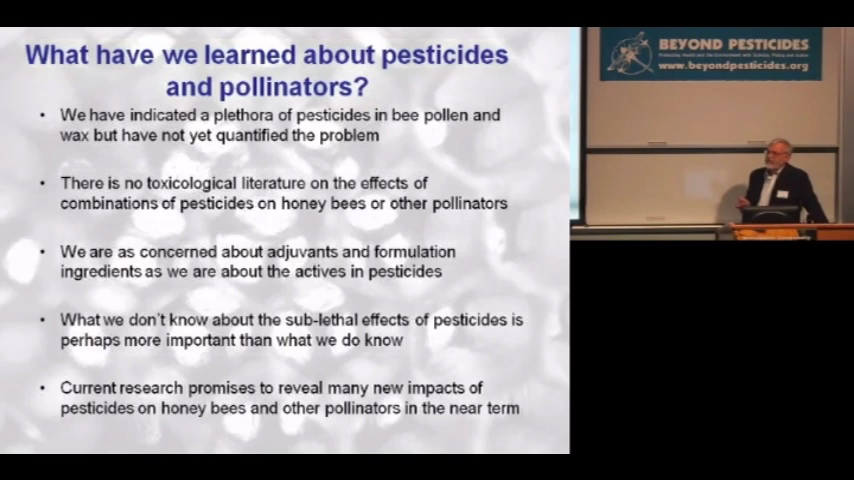 What have we learned about pesticides
and pollinators?
• We have indicated a plethora of pesticides in bee pollen and
wax but have not yet quantified the problem
• There is no toxicological literature on the effects of
combinations of pesticides on honey bees or other pollinators
• We are as concerned about adjuvants and formulation
ingredients as we are about the actives in pesticides
• What we don't know about the sub-lethal effects of pesticides is
perhaps more important than what we do know
• Current research promises to reveal many new impacts of
pesticides on honey bees and other pollinators in the near term
BEYOND PESTICIDES
www.beyondpesticides.org